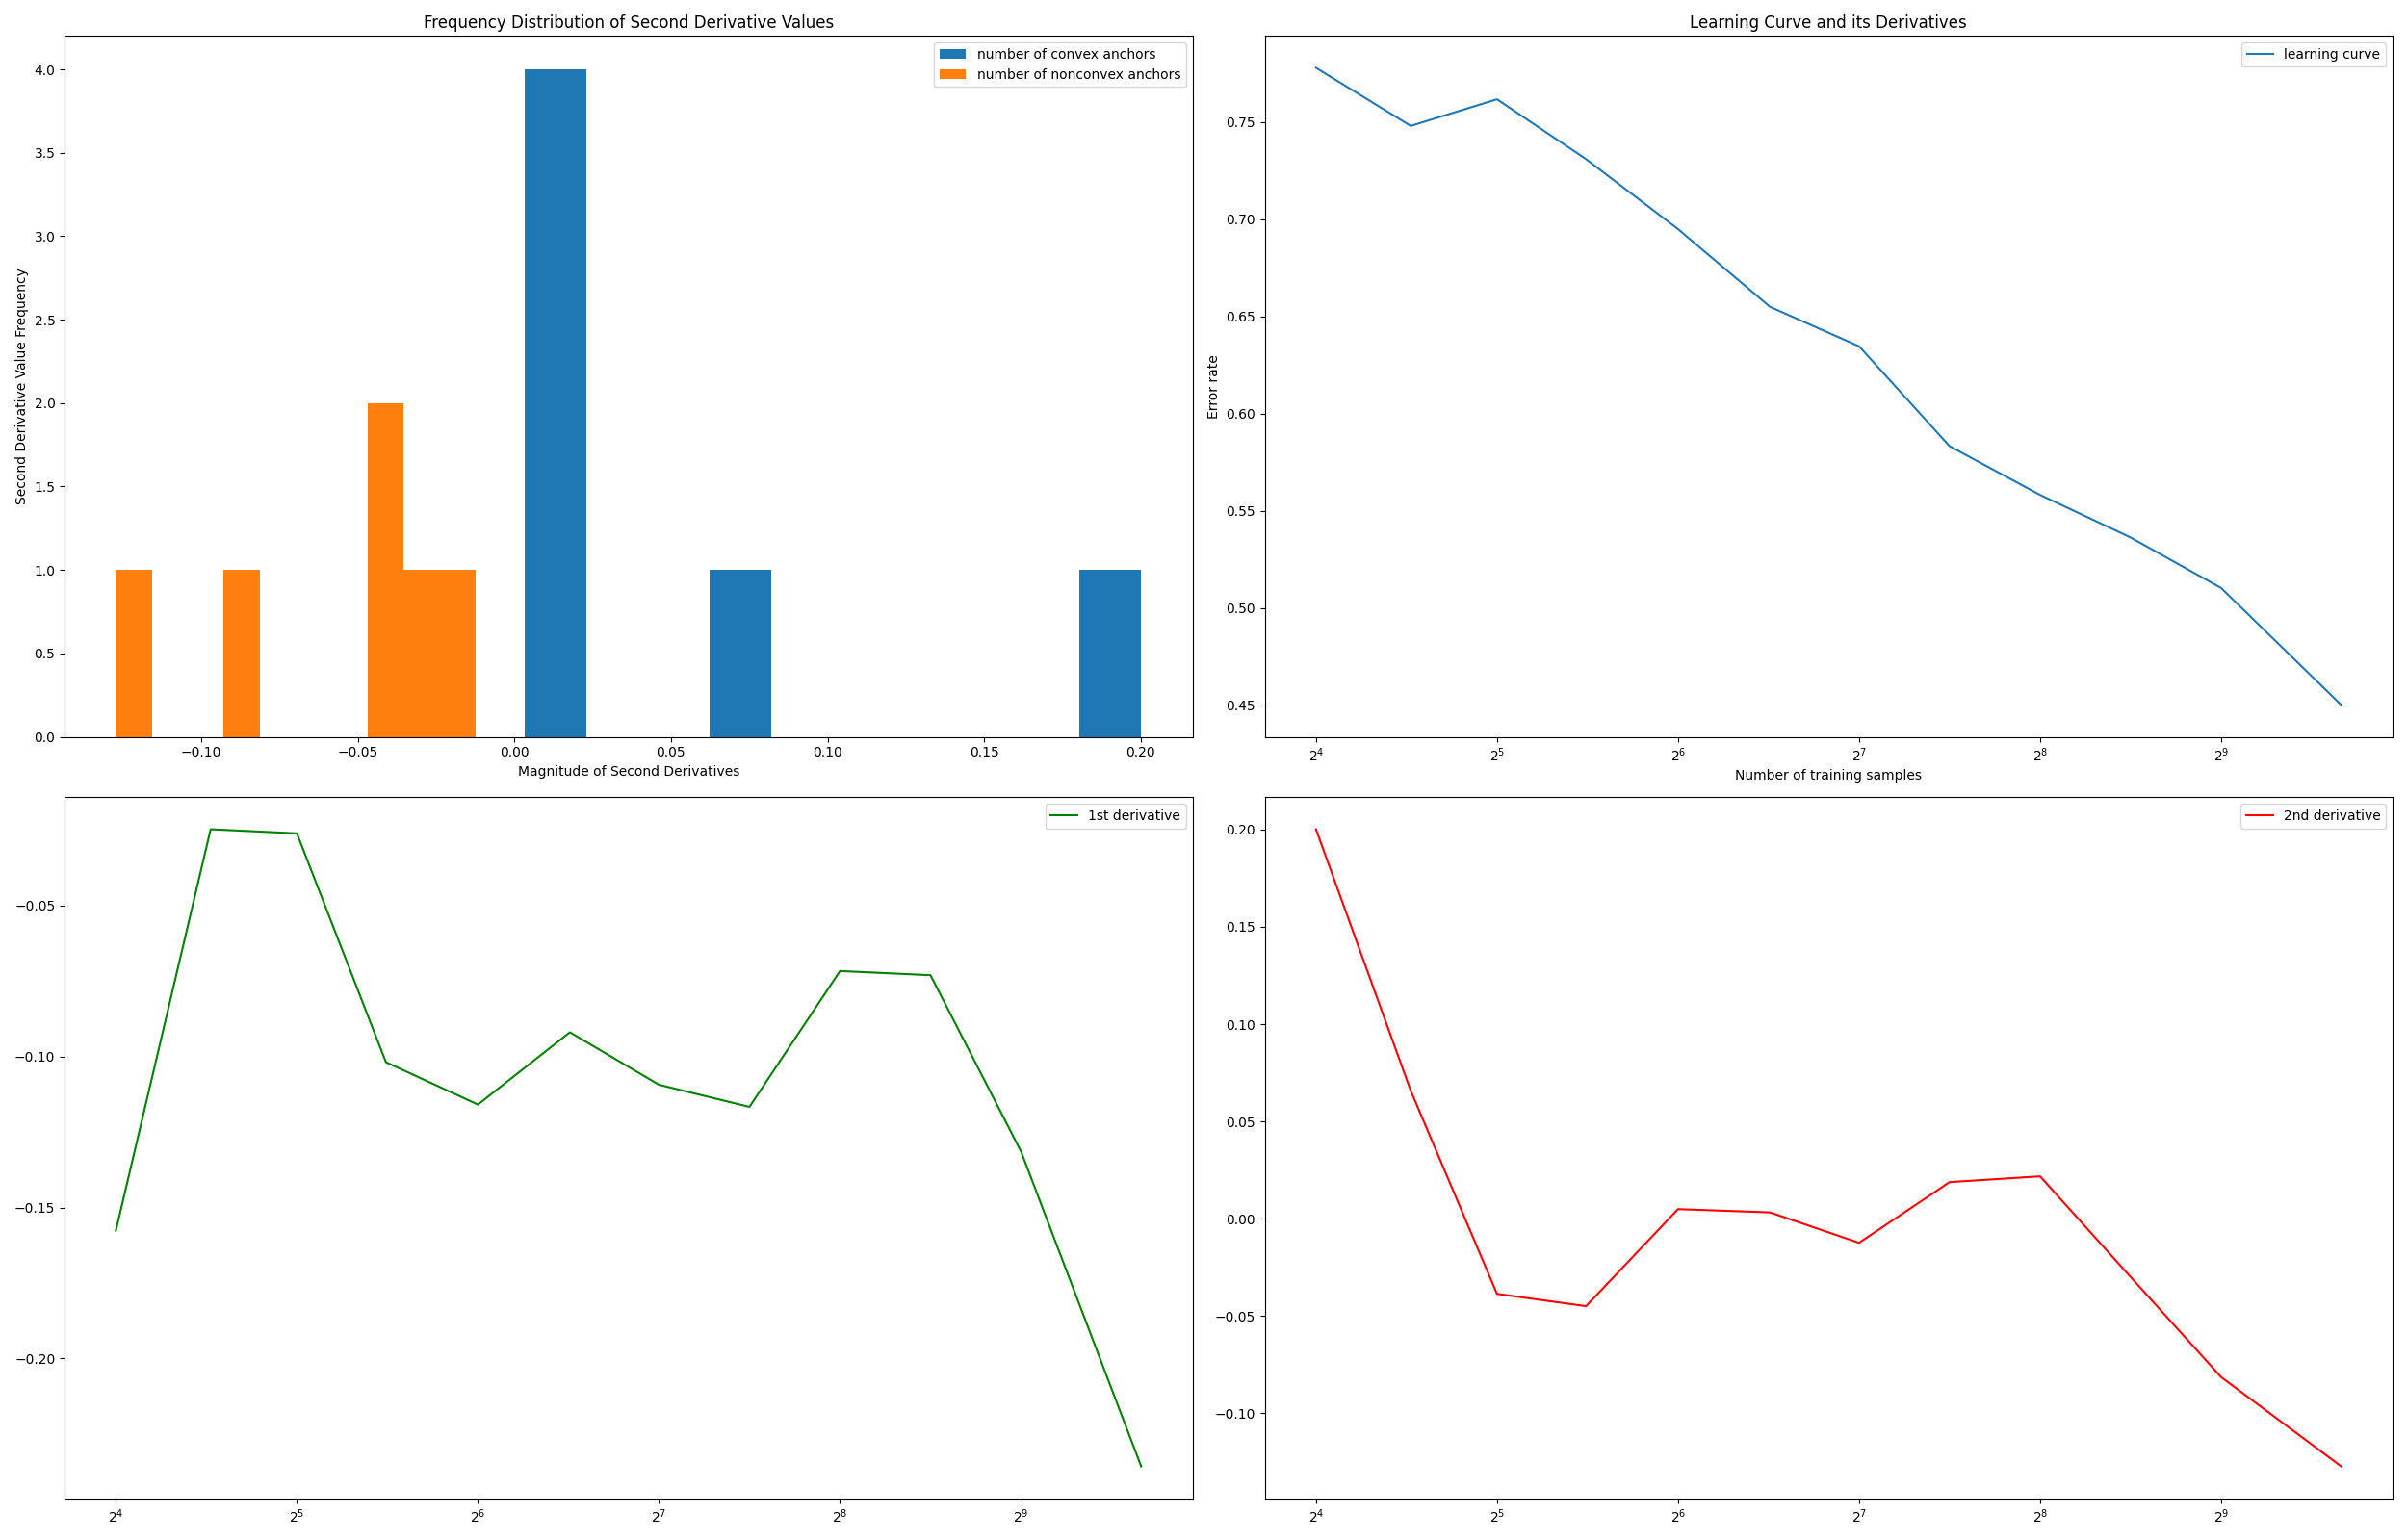 Frequency Distribution of Second Derivative Values
number of convex anchors
number of nonconvex anchors
Second Derivative Value Frequency
4.0
3.5
3.0
2.5
2.0
1.5
1.0
0.5
0.0
−0.10 −0.05 0.00 0.05 0.10 0.15 0.20
Magnitude of Second Derivatives
Learning Curve and its Derivatives
learning curve
Error rate
0.75
0.70
0.65
0.60
0.55
0.50
0.45
2⁴ 2⁵ 2⁶ 2⁷ 2⁸ 2⁹
Number of training samples
1st derivative
−0.05
−0.10
−0.15
−0.20
2⁴ 2⁵ 2⁶ 2⁷ 2⁸ 2⁹
2nd derivative
0.20
0.15
0.10
0.05
0.00
−0.05
−0.10
2⁴ 2⁵ 2⁶ 2⁷ 2⁸ 2⁹